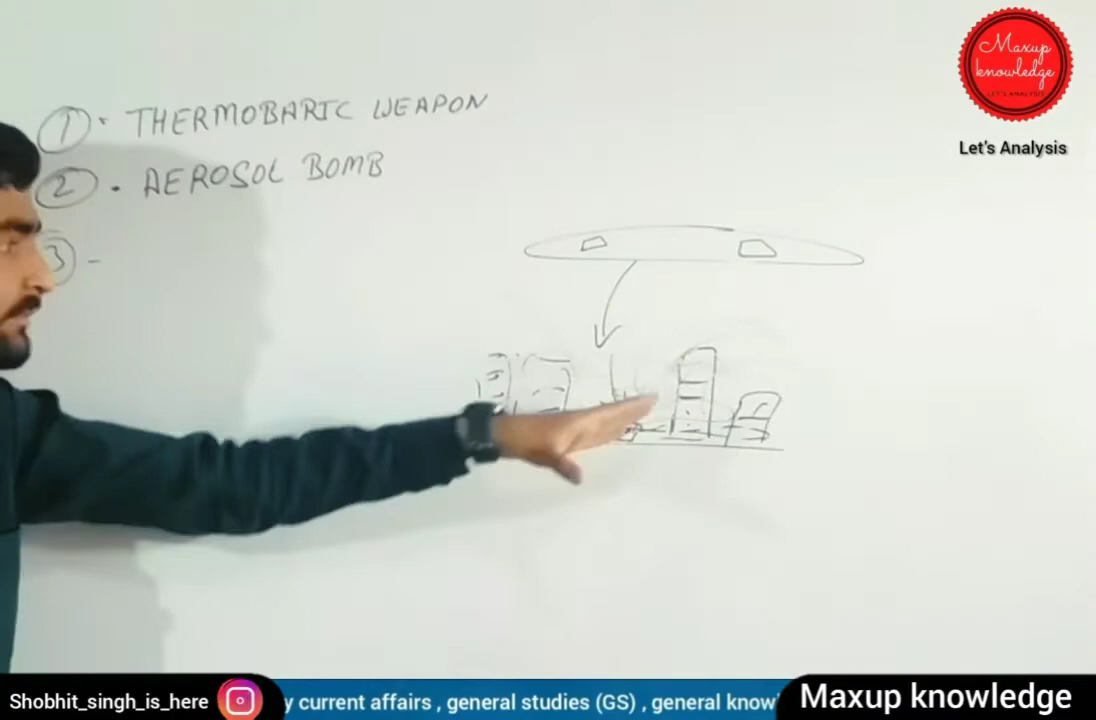 ① · THERMOBARIC WEAPON
② · AEROSOL BOMB
③ -
Maxup
knowledge
LET'S ANALYSIS
Let's Analysis
Shobhit_singh_is_here
y current affairs , general studies (GS) , general know
Maxup knowledge